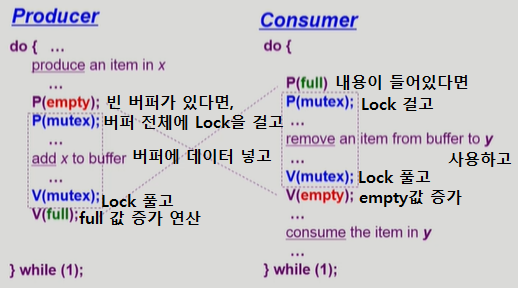 Producer
do { …
produce an item in x
…
P(empty); 빈 버퍼가 있다면,
P(mutex); 버퍼 전체에 Lock을 걸고
…
add x to buffer 버퍼에 데이터 넣고
…
V(mutex); Lock 풀고
V(full); full 값 증가 연산
} while (1);
Consumer
do {
P(full) 내용이 들어있다면
P(mutex); Lock 걸고
…
remove an item from buffer to y
… 사용하고
V(mutex); Lock 풀고
V(empty); empty값 증가
…
consume the item in y
…
} while (1);